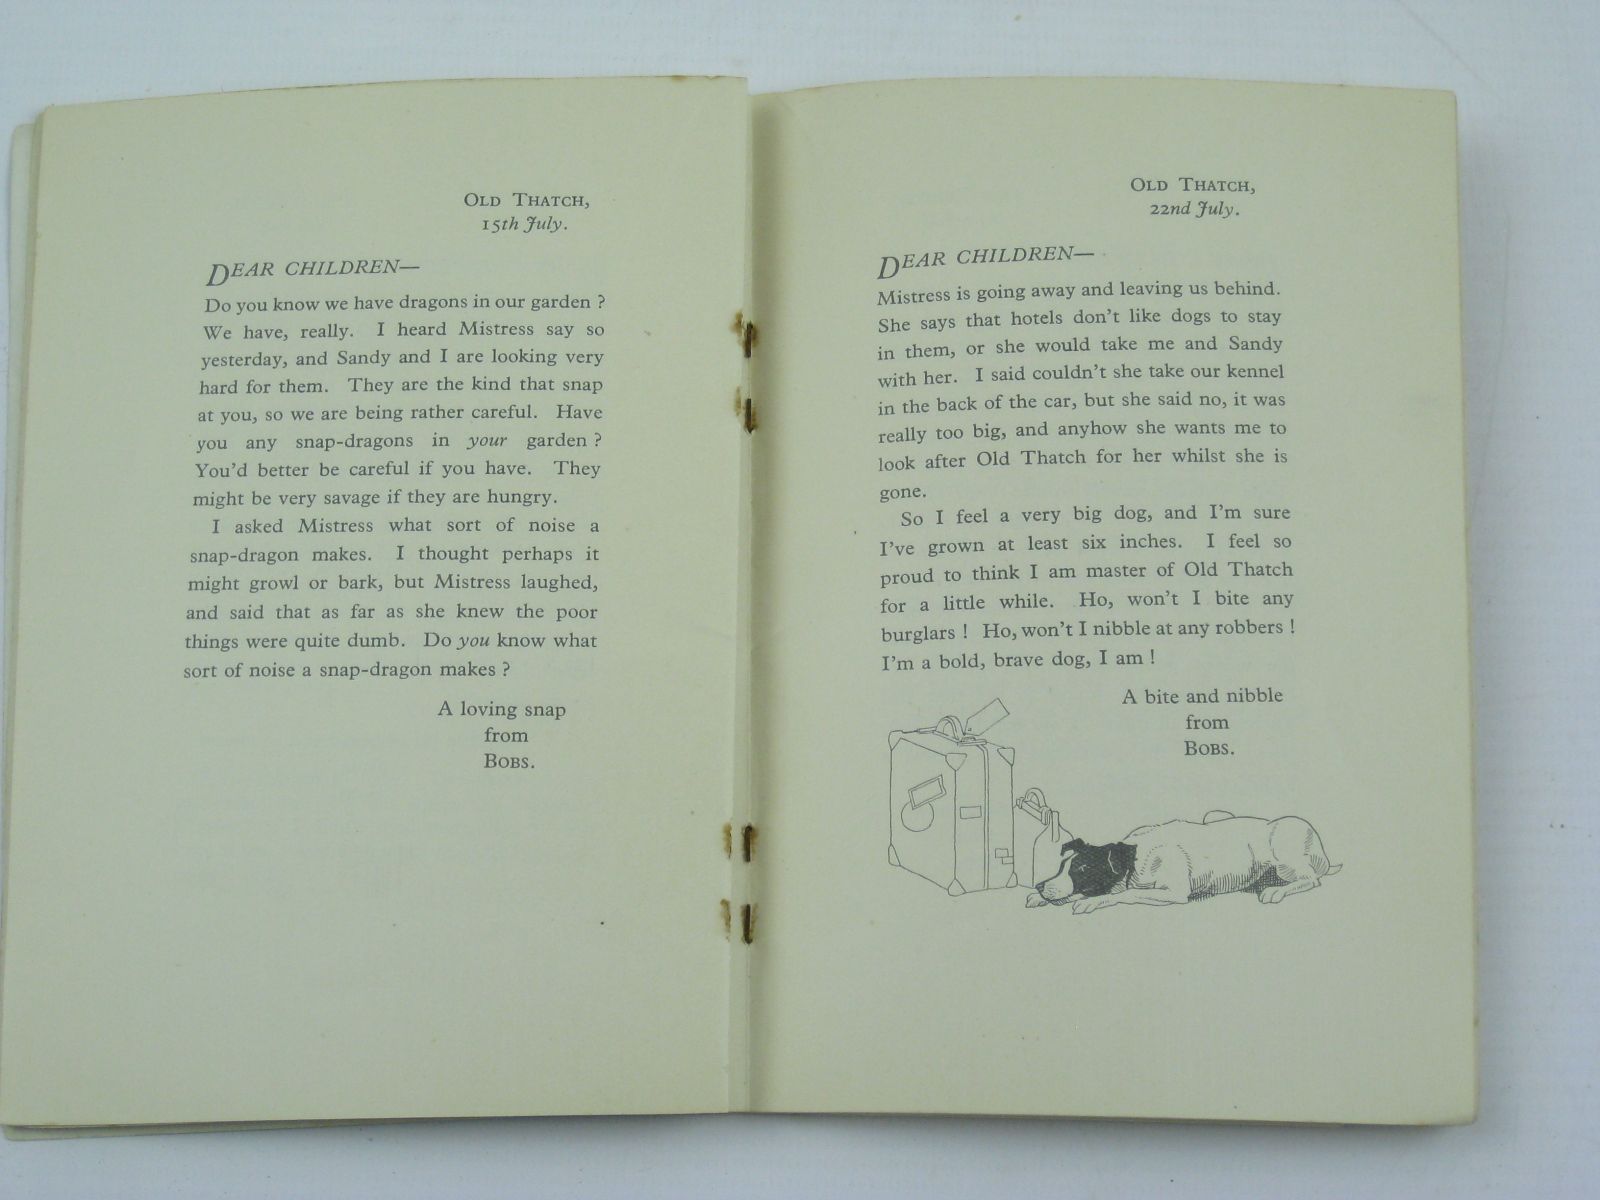 OLD THATCH,
15th July.
DEAR CHILDREN—
Do you know we have dragons in our garden ?
We have, really. I heard Mistress say so
yesterday, and Sandy and I are looking very
hard for them. They are the kind that snap
at you, so we are being rather careful. Have
you any snap-dragons in your garden ?
You'd better be careful if you have. They
might be very savage if they are hungry.
I asked Mistress what sort of noise a
snap-dragon makes. I thought perhaps it
might growl or bark, but Mistress laughed,
and said that as far as she knew the poor
things were quite dumb. Do you know what
sort of noise a snap-dragon makes ?
A loving snap
from
BOBS.
OLD THATCH,
22nd July.
DEAR CHILDREN—
Mistress is going away and leaving us behind.
She says that hotels don't like dogs to stay
in them, or she would take me and Sandy
with her. I said couldn't she take our kennel
in the back of the car, but she said no, it was
really too big, and anyhow she wants me to
look after Old Thatch for her whilst she is
gone.
So I feel a very big dog, and I'm sure
I've grown at least six inches. I feel so
proud to think I am master of Old Thatch
for a little while. Ho, won't I bite any
burglars ! Ho, won't I nibble at any robbers !
I'm a bold, brave dog, I am !
A bite and nibble
from
BOBS.